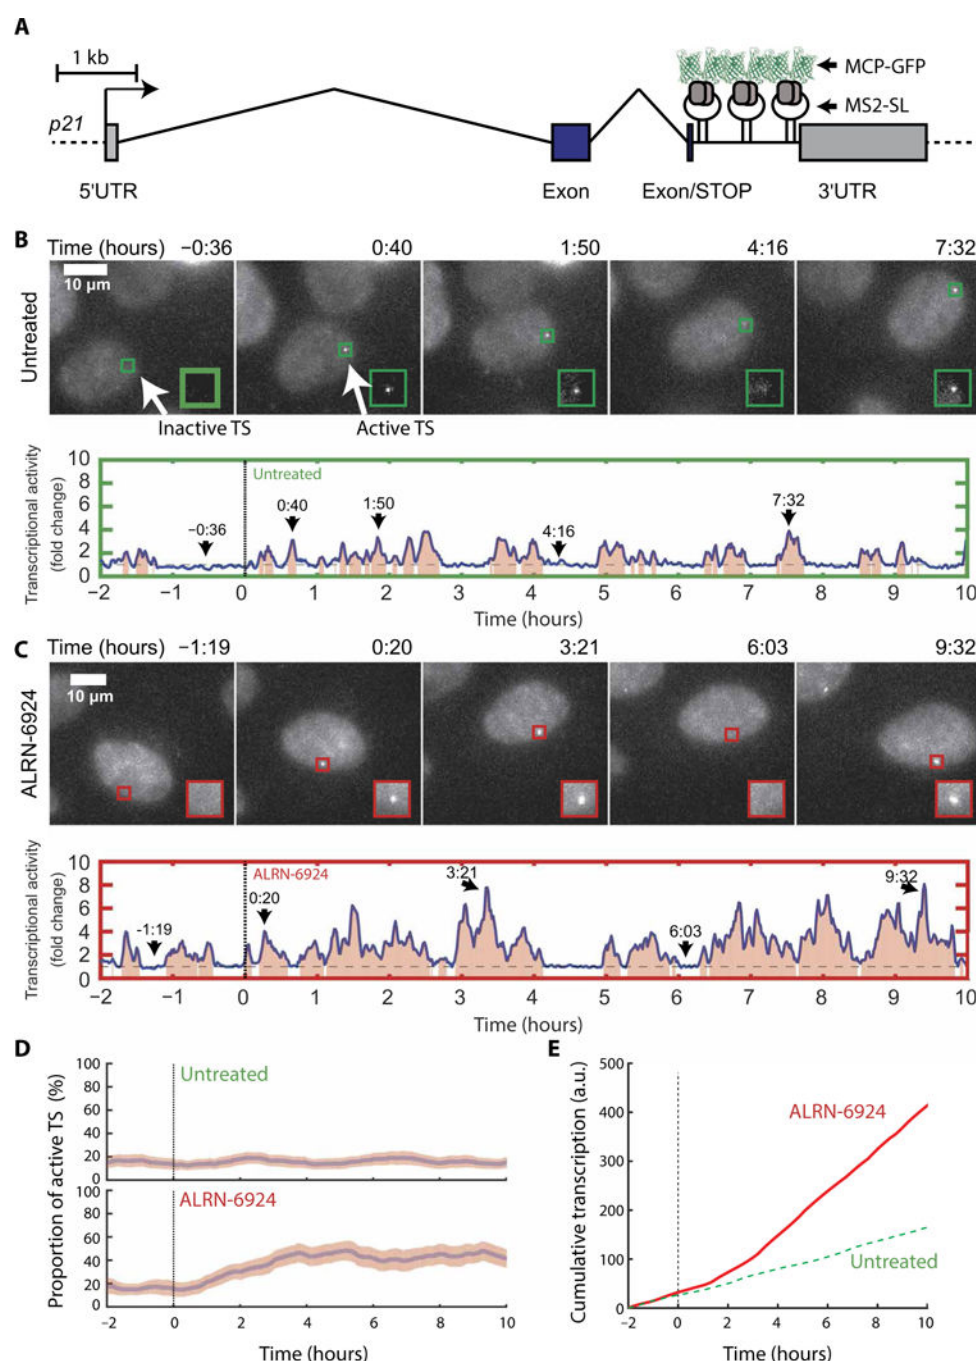 A
1 kb
MCP-GFP
MS2-SL
p21
5'UTR Exon Exon/STOP 3'UTR
B
Time (hours) −0:36 0:40 1:50 4:16 7:32
10 µm
Untreated
Inactive TS Active TS
Transcriptional activity
(fold change)
10
8
6
4
2
0
Untreated
−0:36 0:40 1:50 4:16 7:32
−2 −1 0 1 2 3 4 5 6 7 8 9 10
Time (hours)
C
Time (hours) −1:19 0:20 3:21 6:03 9:32
10 µm
ALRN-6924
Transcriptional activity
(fold change)
10
8
6
4
2
0
ALRN-6924
-1:19 0:20 3:21 6:03 9:32
−2 −1 0 1 2 3 4 5 6 7 8 9 10
Time (hours)
D
Proportion of active TS (%)
100
80
60
40
20
0
Untreated
100
80
60
40
20
0
ALRN-6924
−2 0 2 4 6 8 10
Time (hours)
E
Cumulative transcription (a.u.)
500
400
300
200
100
0
ALRN-6924
Untreated
−2 0 2 4 6 8 10
Time (hours)